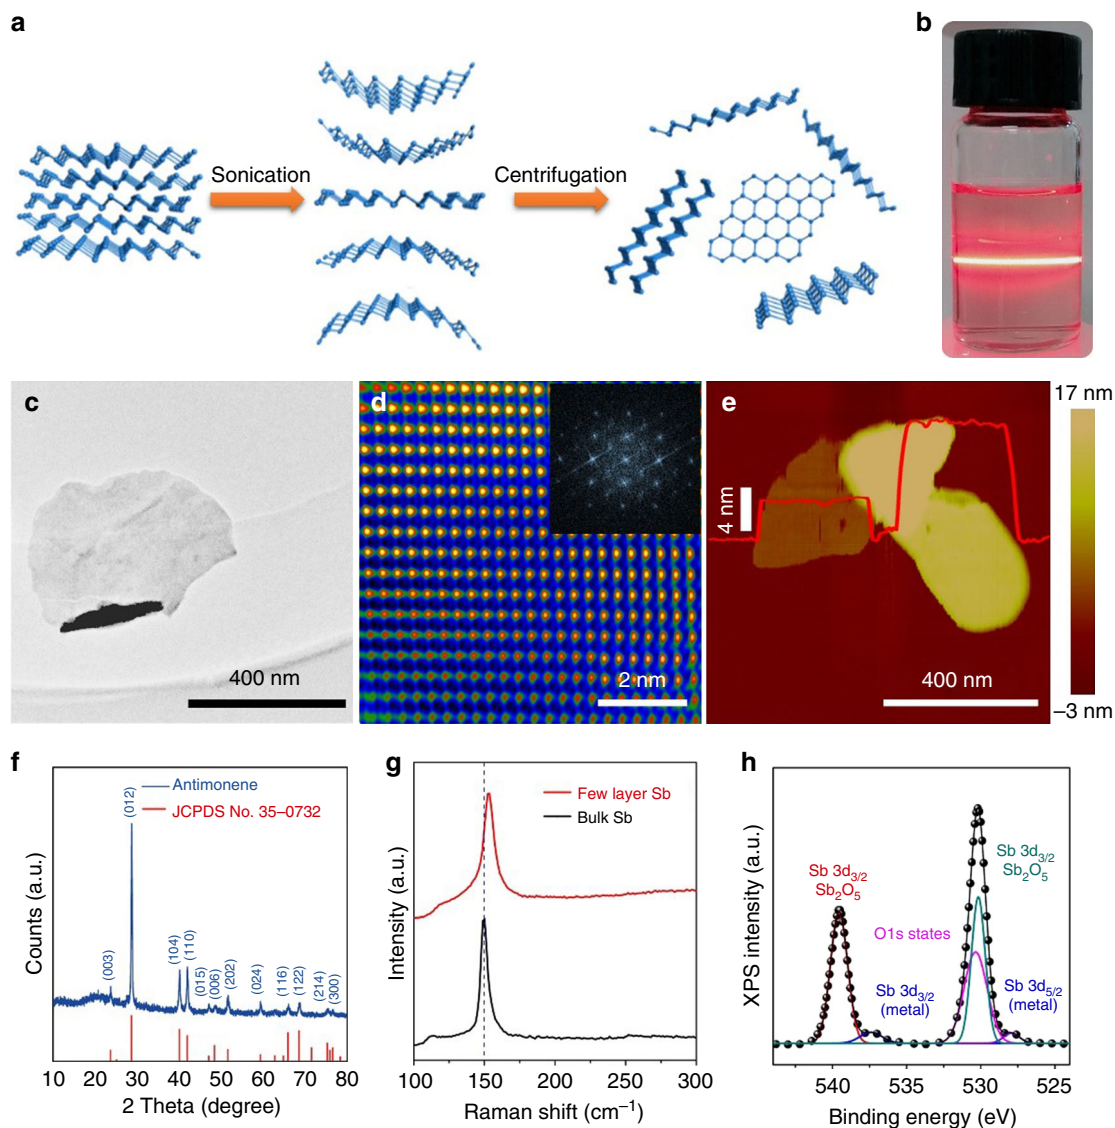 a
b
Sonication
Centrifugation
c
400 nm
d
2 nm
e
4 nm
400 nm
17 nm
–3 nm
f
Antimonene
JCPDS No. 35–0732
(003)
(012)
(104)
(110)
(015)
(006)
(202)
(024)
(116)
(122)
(214)
(300)
Counts (a.u.)
10 20 30 40 50 60 70 80
2 Theta (degree)
g
Few layer Sb
Bulk Sb
Intensity (a.u.)
100 150 200 250 300
Raman shift (cm⁻¹)
h
Sb 3d₃/₂
Sb₂O₅
Sb 3d₃/₂
Sb₂O₅
O1s states
Sb 3d₃/₂
(metal)
Sb 3d₅/₂
(metal)
XPS intensity (a.u.)
540 535 530 525
Binding energy (eV)